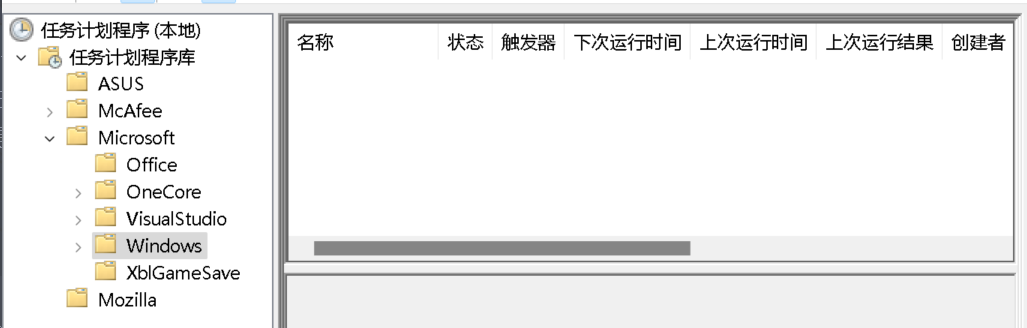 任务计划程序 (本地)
任务计划程序库
ASUS
McAfee
Microsoft
Office
OneCore
VisualStudio
Windows
XblGameSave
Mozilla
名称 状态 触发器 下次运行时间 上次运行时间 上次运行结果 创建者